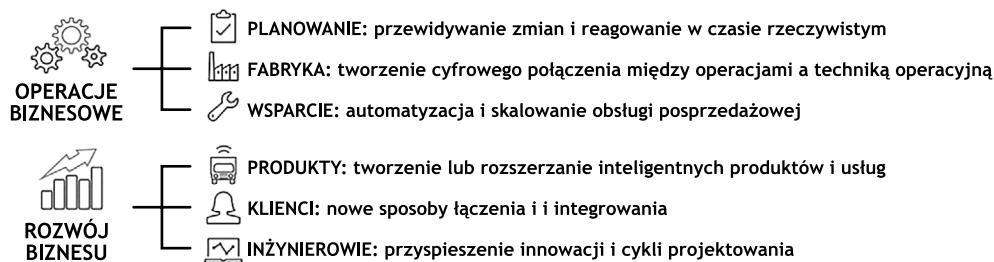 OPERACJE
BIZNESOWE
PLANOWANIE: przewidywanie zmian i reagowanie w czasie rzeczywistym
FABRYKA: tworzenie cyfrowego połączenia między operacjami a techniką operacyjną
WSPARCIE: automatyzacja i skalowanie obsługi posprzedażowej
ROZWÓJ
BIZNESU
PRODUKTY: tworzenie lub rozszerzanie inteligentnych produktów i usług
KLIENCI: nowe sposoby łączenia i i integrowania
INŻYNIEROWIE: przyspieszenie innowacji i cykli projektowania